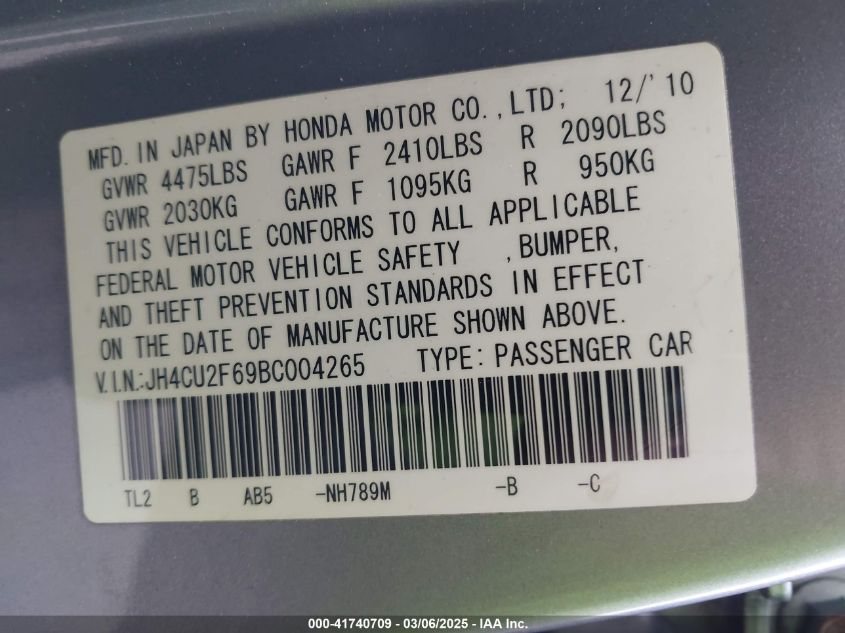 MFD. IN JAPAN BY HONDA MOTOR CO., LTD; 12/'10
GVWR 4475LBS GAWR F 2410LBS R 2090LBS
GVWR 2030KG GAWR F 1095KG R 950KG
THIS VEHICLE CONFORMS TO ALL APPLICABLE
FEDERAL MOTOR VEHICLE SAFETY , BUMPER,
AND THEFT PREVENTION STANDARDS IN EFFECT
ON THE DATE OF MANUFACTURE SHOWN ABOVE.
V.I.N.:JH4CU2F69BC004265 TYPE: PASSENGER CAR
TL2 B AB5 -NH789M -B -C
000-41740709 - 03/06/2025 - IAA Inc.